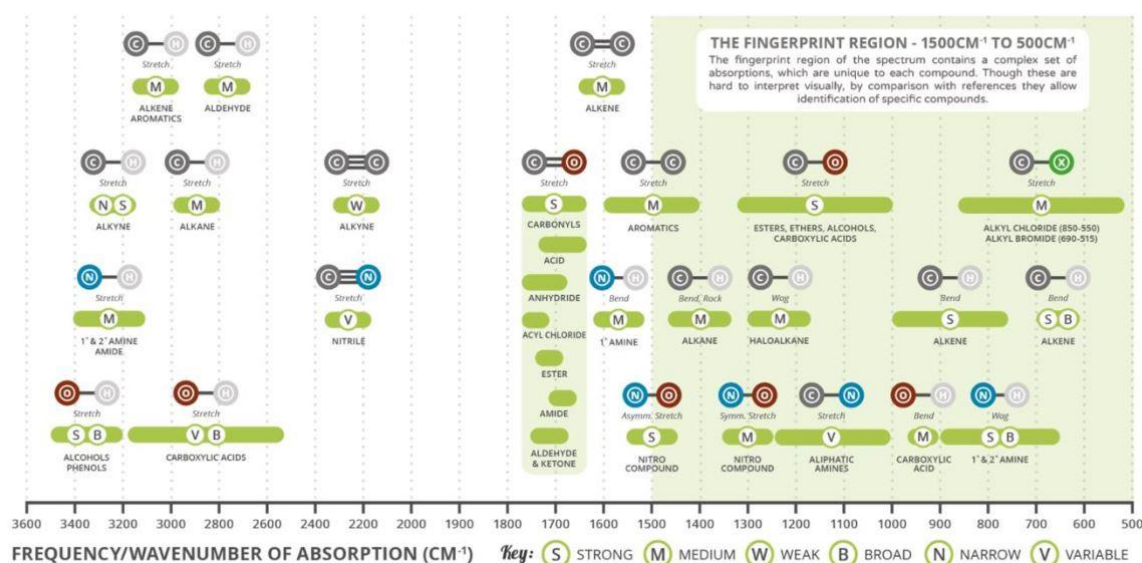 C H
Stretch
M
ALKENE
AROMATICS
C H
Stretch
M
ALDEHYDE
C C
Stretch
M
ALKENE
THE FINGERPRINT REGION - 1500CM⁻¹ TO 500CM⁻¹
The fingerprint region of the spectrum contains a complex set of
absorptions, which are unique to each compound. Though these are
hard to interpret visually, by comparison with references they allow
identification of specific compounds.
C H
Stretch
N S
ALKYNE
C H
Stretch
M
ALKANE
C C
Stretch
W
ALKYNE
C O
Stretch
S
CARBONYLS
ACID
ANHYDRIDE
ACYL CHLORIDE
ESTER
AMIDE
ALDEHYDE
& KETONE
C C
Stretch
M
AROMATICS
C O
Stretch
S
ESTERS, ETHERS, ALCOHOLS,
CARBOXYLIC ACIDS
C X
Stretch
M
ALKYL CHLORIDE (850-550)
ALKYL BROMIDE (690-515)
N H
Stretch
M
1° & 2° AMINE
AMIDE
C N
Stretch
V
NITRILE
N H
Bend
M
1° AMINE
C H
Bend, Rock
M
ALKANE
C H
Wag
M
HALOALKANE
C H
Bend
S
ALKENE
C H
Bend
S B
ALKYNE
O H
Stretch
S B
ALCOHOLS
PHENOLS
O H
Stretch
V B
CARBOXYLIC ACIDS
N O
Asymm. Stretch
S
NITRO
COMPOUND
N O
Symm. Stretch
M
NITRO
COMPOUND
C N
Stretch
V
ALIPHATIC
AMINES
O H
Bend
M
CARBOXYLIC
ACID
N H
Wag
S B
1° & 2° AMINE
3600 3400 3200 3000 2800 2600 2400 2200 2000 1900 1800 1700 1600 1500 1400 1300 1200 1100 1000 900 800 700 600 500
FREQUENCY/WAVENUMBER OF ABSORPTION (CM⁻¹) Key: S STRONG M MEDIUM W WEAK B BROAD N NARROW V VARIABLE